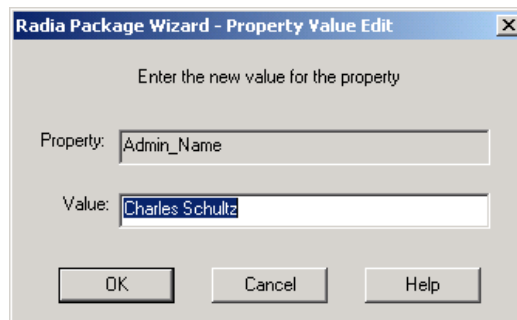 Radia Package Wizard - Property Value Edit
Enter the new value for the property
Property: Admin_Name
Value: Charles Schultz
OK Cancel Help